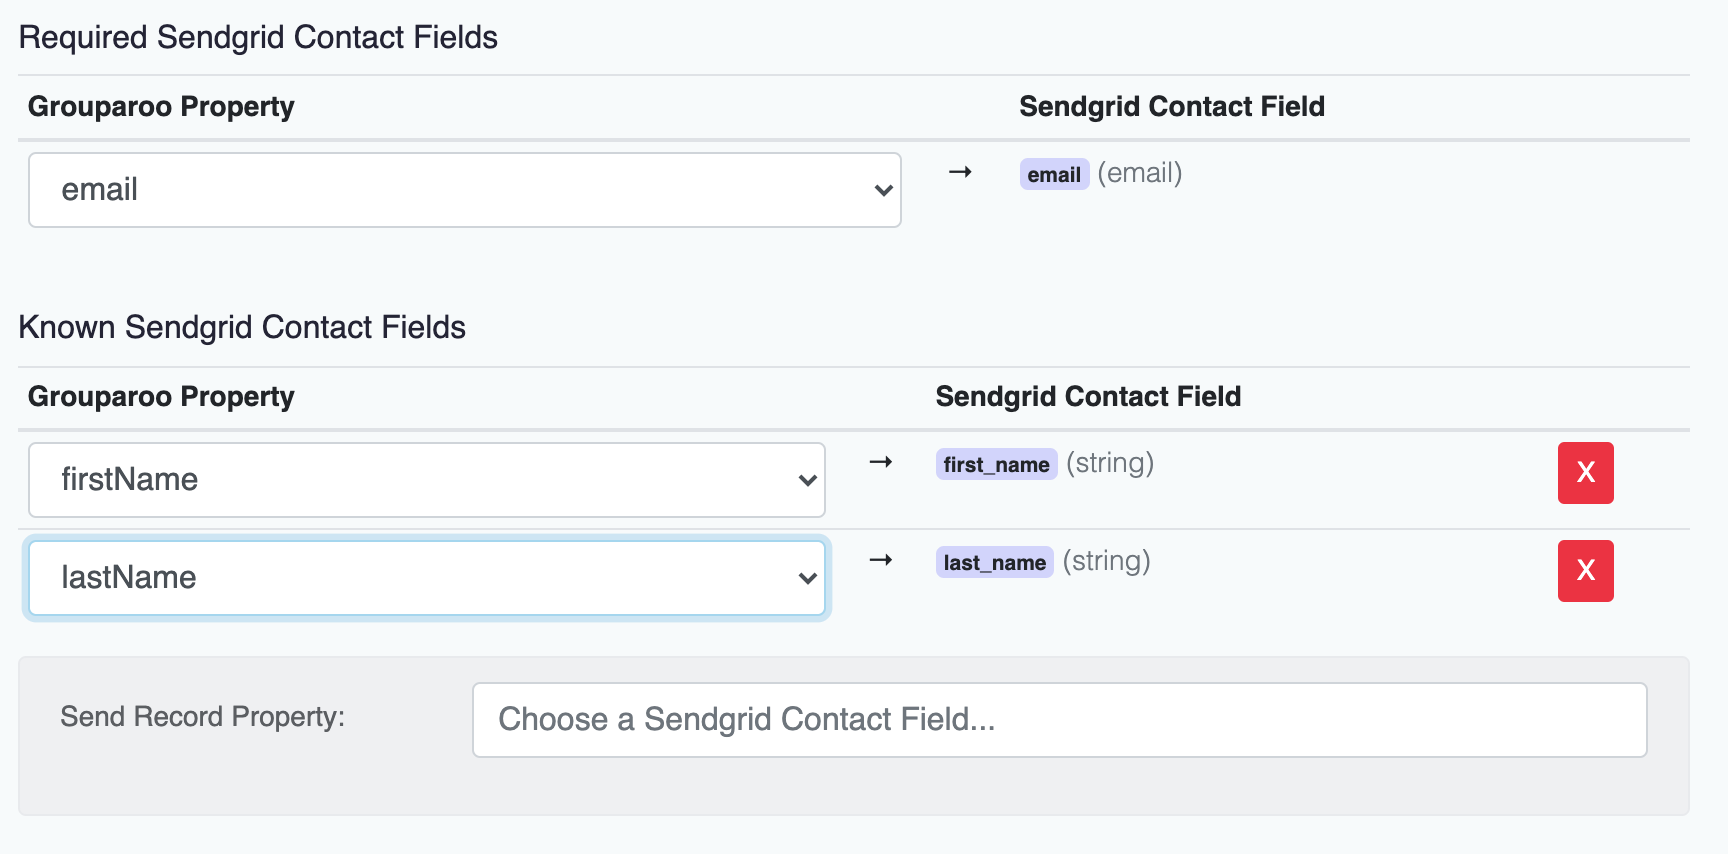 Required Sendgrid Contact Fields
Grouparoo Property Sendgrid Contact Field
email → email (email)
Known Sendgrid Contact Fields
Grouparoo Property Sendgrid Contact Field
firstName → first_name (string) X
lastName → last_name (string) X
Send Record Property: Choose a Sendgrid Contact Field...